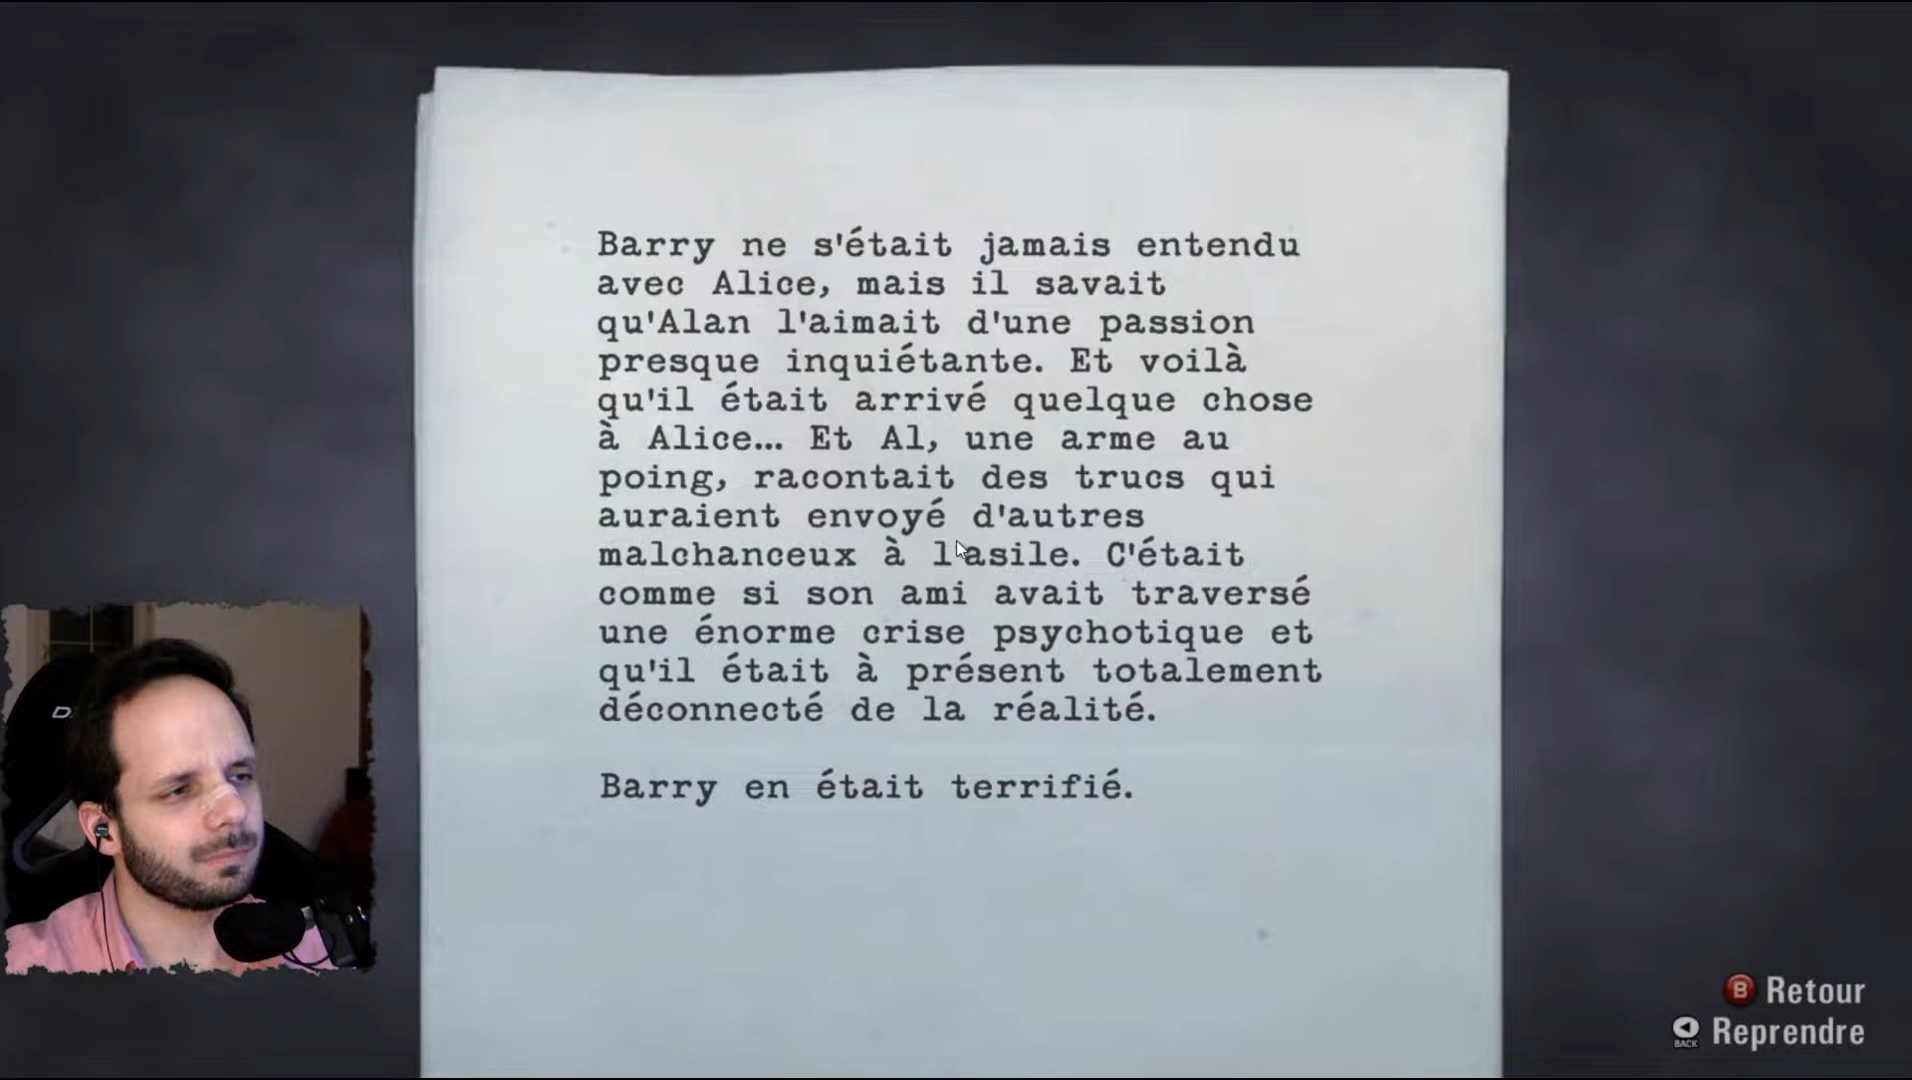 Barry ne s'était jamais entendu
avec Alice, mais il savait
qu'Alan l'aimait d'une passion
presque inquiétante. Et voilà
qu'il était arrivé quelque chose
à Alice... Et Al, une arme au
poing, racontait des trucs qui
auraient envoyé d'autres
malchanceux à l'asile. C'était
comme si son ami avait traversé
une énorme crise psychotique et
qu'il était à présent totalement
déconnecté de la réalité.
Barry en était terrifié.
B Retour
BACK Reprendre